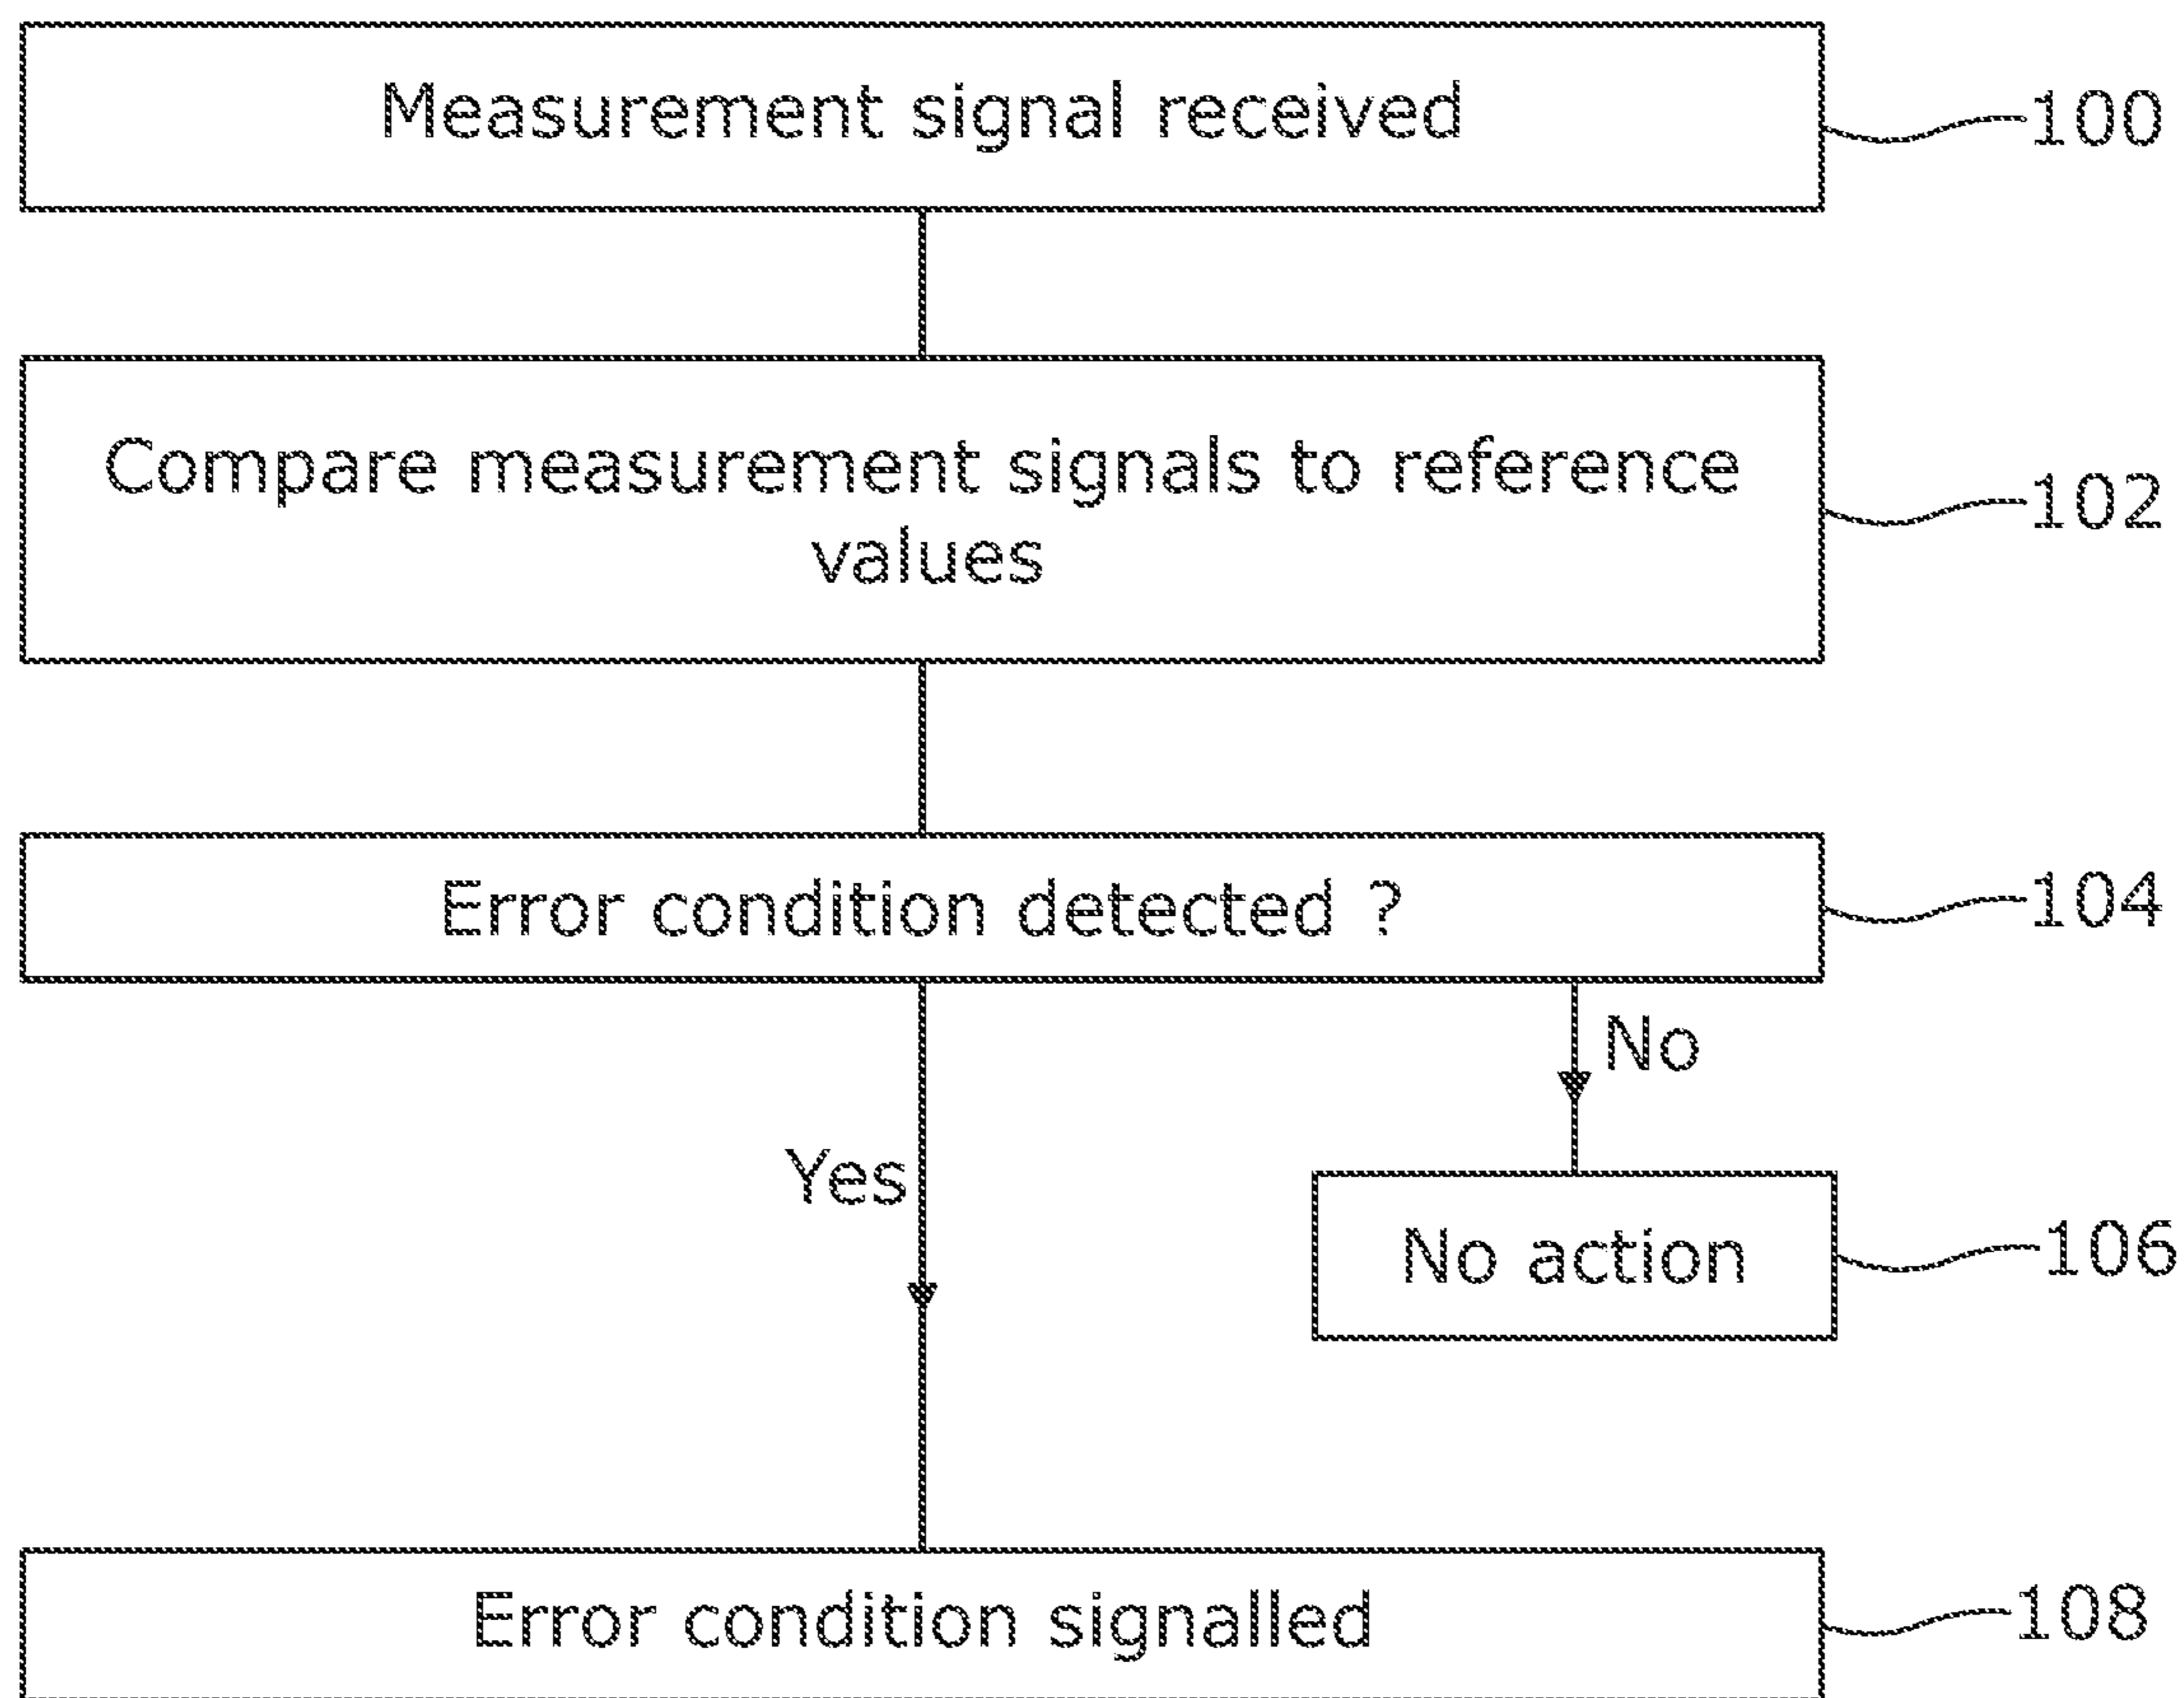 Measurement signal received
100
Compare measurement signals to reference
values
102
Error condition detected ?
104
No
Yes
No action
106
Error condition signalled
108